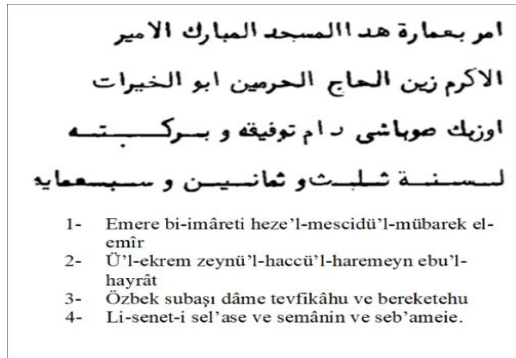 امر بعمارة هدا المسجد المبارك الامير
الاكرم زين الحاج الحرمين ابو الخيرات
اوزبك صوباشى دام توفيقه و بركته
لسنة ثلث و ثمانين و سبعمايه
1- Emere bi-imâreti heze’l-mescidü’l-mübarek el-
emîr
2- Ü’l-ekrem zeynü’l-haccü’l-haremeyn ebu’l-
hayrât
3- Özbek subaşı dâme tevfikâhu ve bereketehu
4- Li-senet-i sel’ase ve semânin ve seb’ameie.